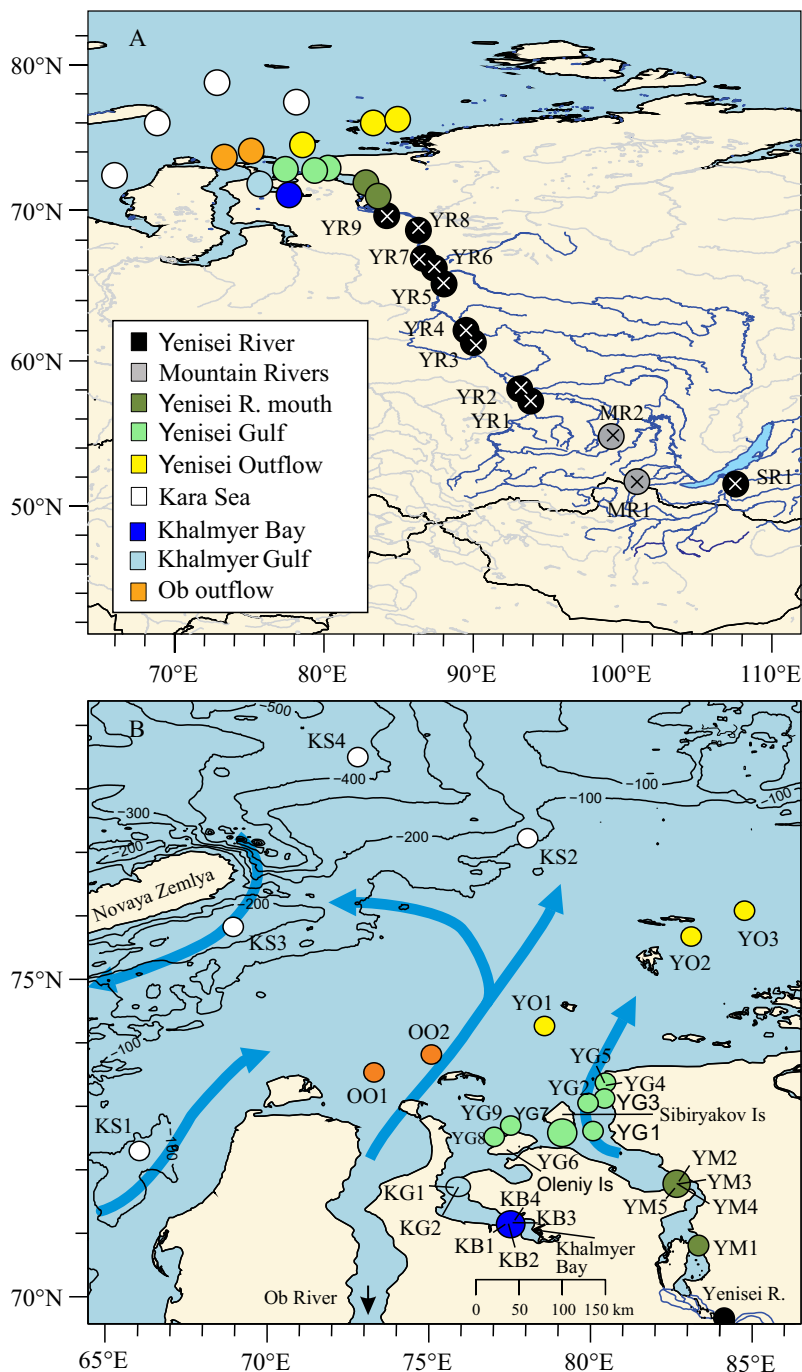 A
80°N
70°N
60°N
50°N
YR9
YR8
YR7
YR6
YR5
YR4
YR3
YR2
YR1
MR2
MR1
SR1
Yenisei River
Mountain Rivers
Yenisei R. mouth
Yenisei Gulf
Yenisei Outflow
Kara Sea
Khalmyer Bay
Khalmyer Gulf
Ob outflow
70°E
80°E
90°E
100°E
110°E
B
−500
KS4
−400
−100
−100
−300
−200
−200
−100
KS2
Novaya Zemlya
−200
KS3
YO3
YO2
75°N
−100
YO1
OO2
OO1
YG5
YG4
YG2
YG3
YG9
YG7
Sibiryakov Is
KS1
−100
YG8
YG1
YG6
Oleniy Is
YM2
YM3
YM5
YM4
KG1
KG2
KB4
KB3
KB1
KB2
Khalmyer
Bay
YM1
70°N
Ob River
0
50
100
150 km
Yenisei R.
65°E
70°E
75°E
80°E
85°E